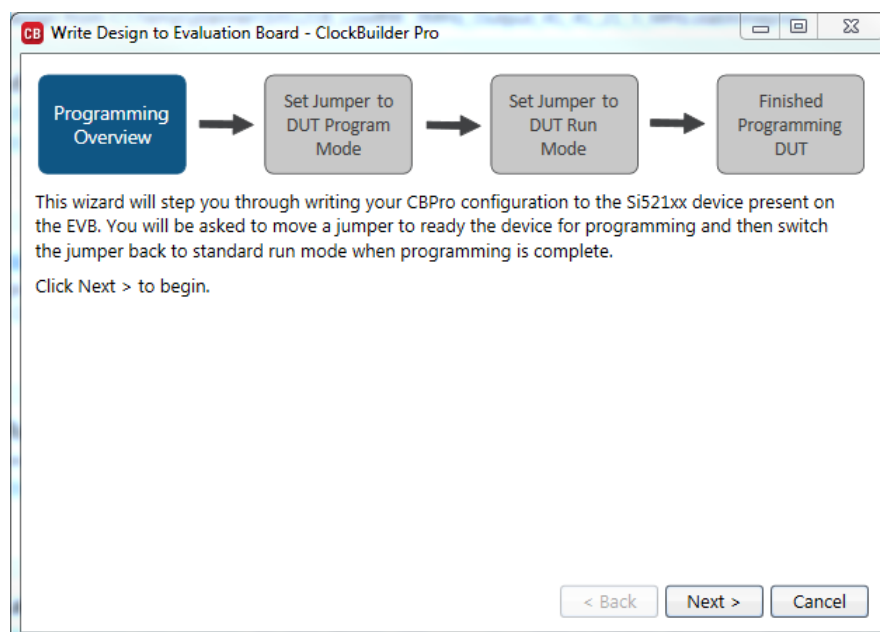 CB Write Design to Evaluation Board - ClockBuilder Pro
Programming
Overview
Set Jumper to
DUT Program
Mode
Set Jumper to
DUT Run
Mode
Finished
Programming
DUT
This wizard will step you through writing your CBPro configuration to the Si521xx device present on
the EVB. You will be asked to move a jumper to ready the device for programming and then switch
the jumper back to standard run mode when programming is complete.
Click Next > to begin.
< Back Next > Cancel